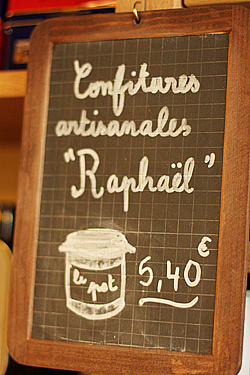 Confitures
artisanales
"Raphaël"
le pot
5,40 €